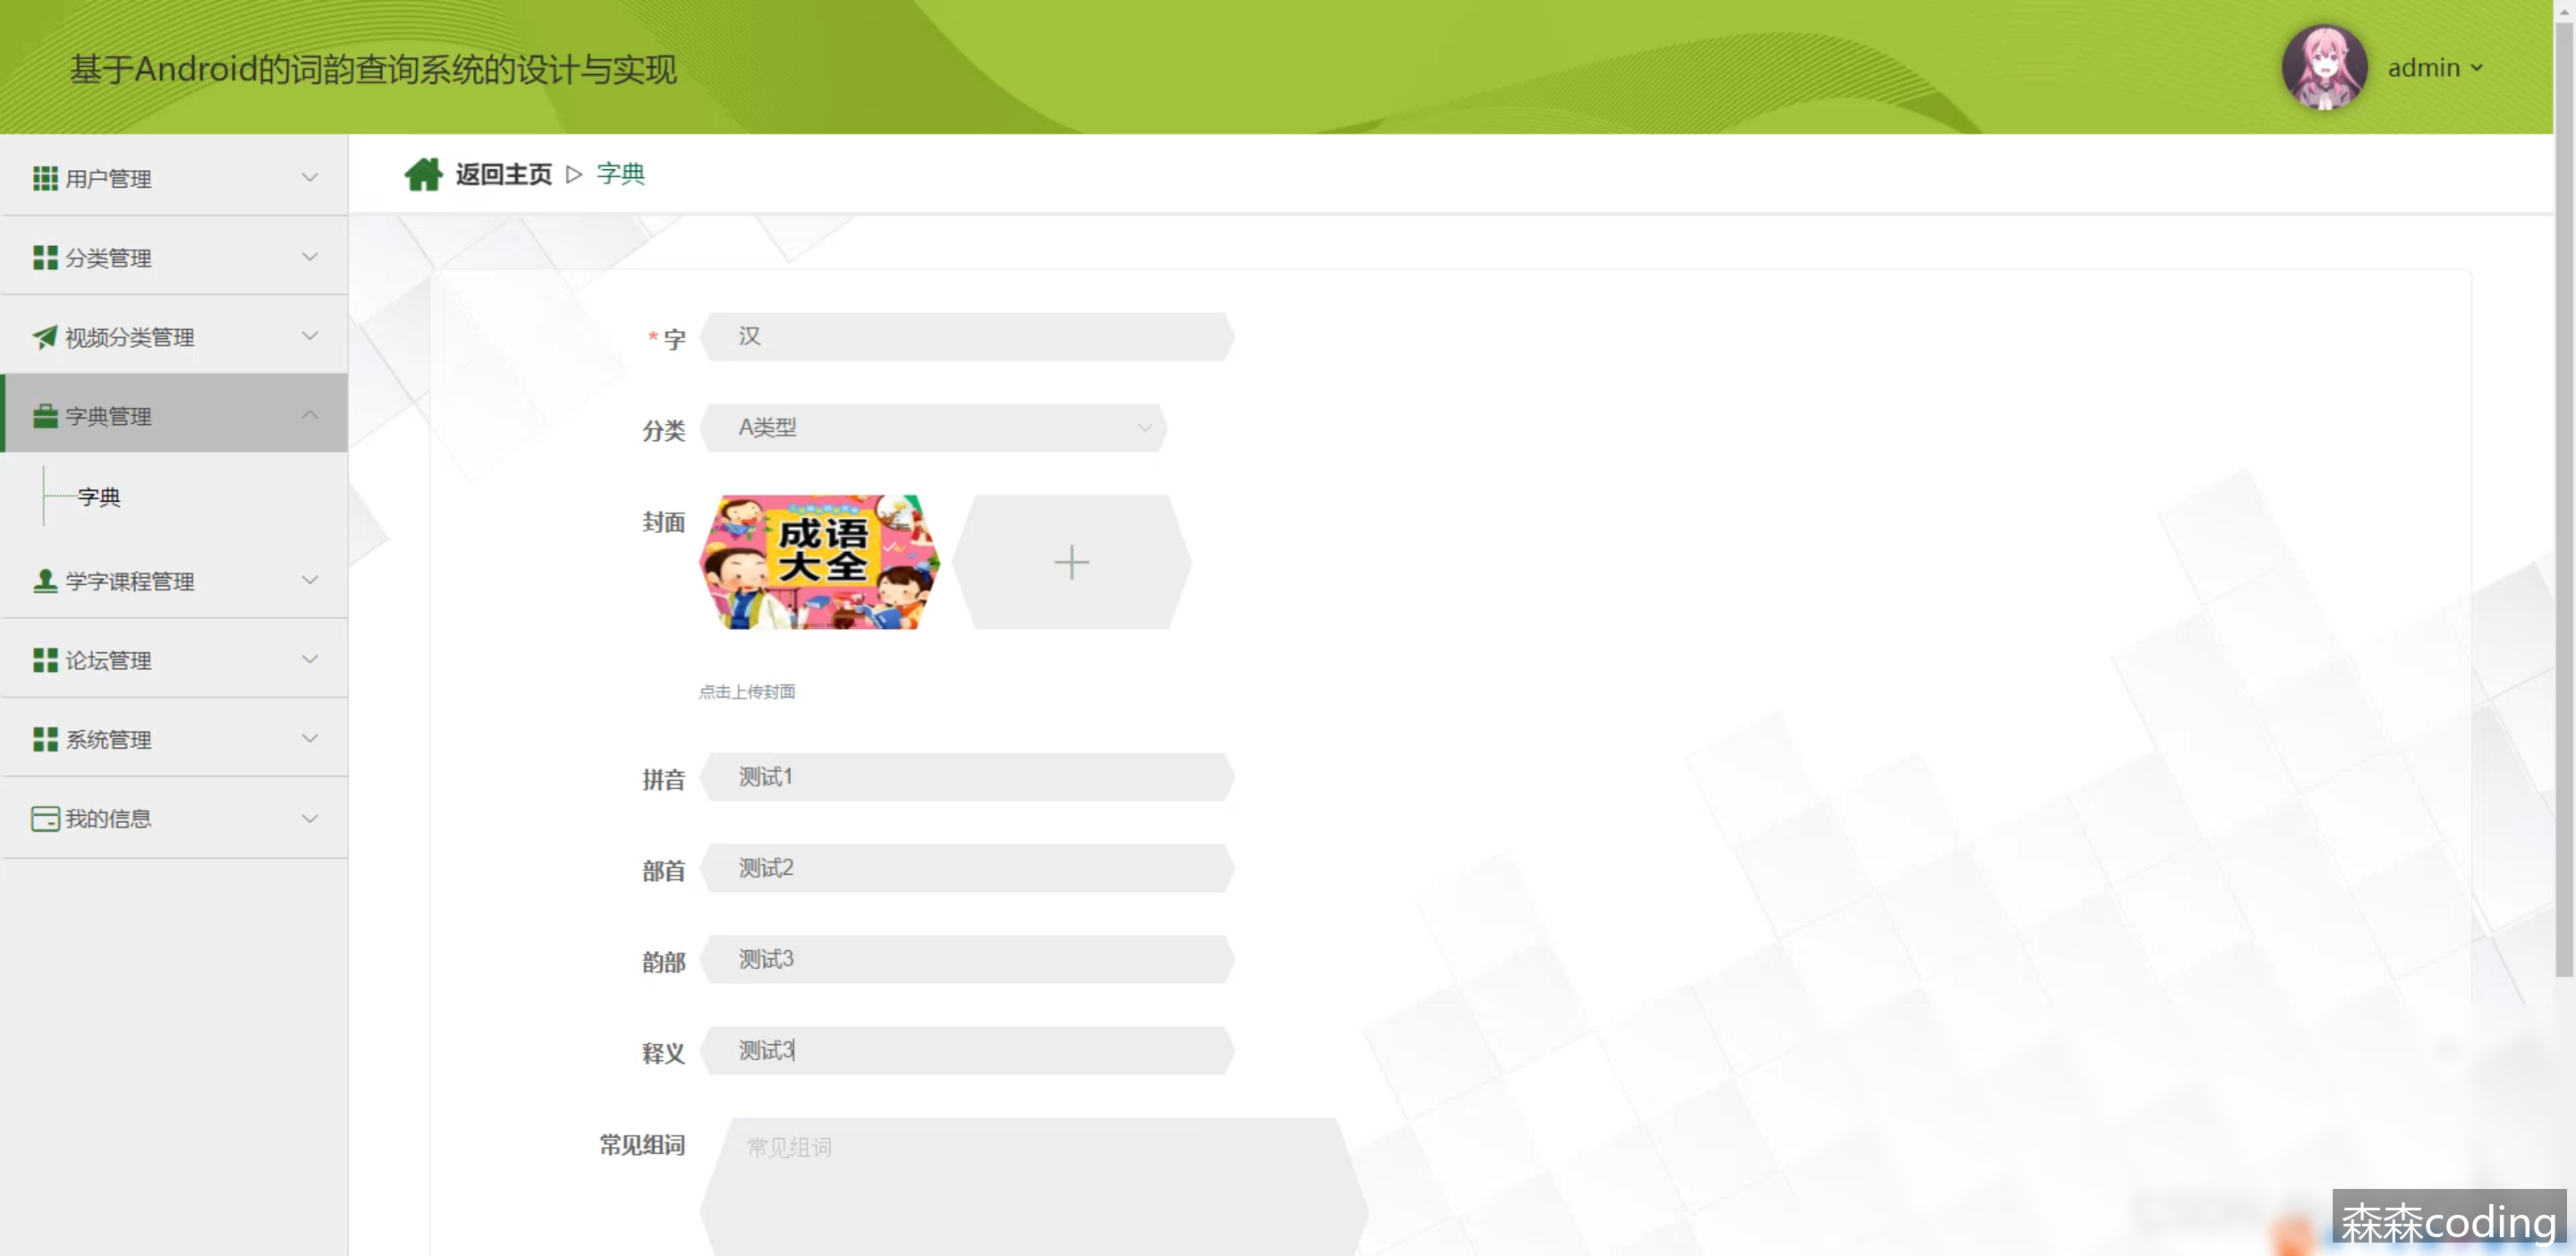 基于Android的词韵查询系统的设计与实现
admin
用户管理
分类管理
视频分类管理
字典管理
字典
学字课程管理
论坛管理
系统管理
我的信息
返回主页 ▷ 字典
*字 汉
分类 A类型
封面
成语
大全
点击上传封面
拼音 测试1
部首 测试2
韵部 测试3
释义 测试3
常见组词 常见组词
森森coding